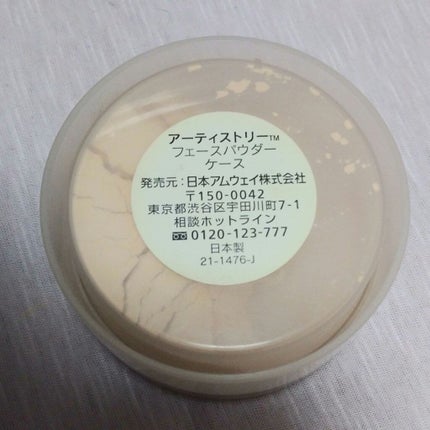 アーティストリー™
フェースパウダー
ケース
発売元：日本アムウェイ株式会社
〒150-0042
東京都渋谷区宇田川町7-1
相談ホットライン
0120-123-777
日本製
21-1476-J